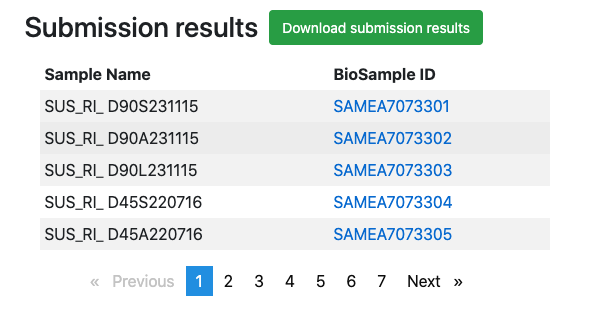 Submission results Download submission results
Sample Name BioSample ID
SUS_RI_ D90S231115 SAMEA7073301
SUS_RI_ D90A231115 SAMEA7073302
SUS_RI_ D90L231115 SAMEA7073303
SUS_RI_ D45S220716 SAMEA7073304
SUS_RI_ D45A220716 SAMEA7073305
« Previous 1 2 3 4 5 6 7 Next »